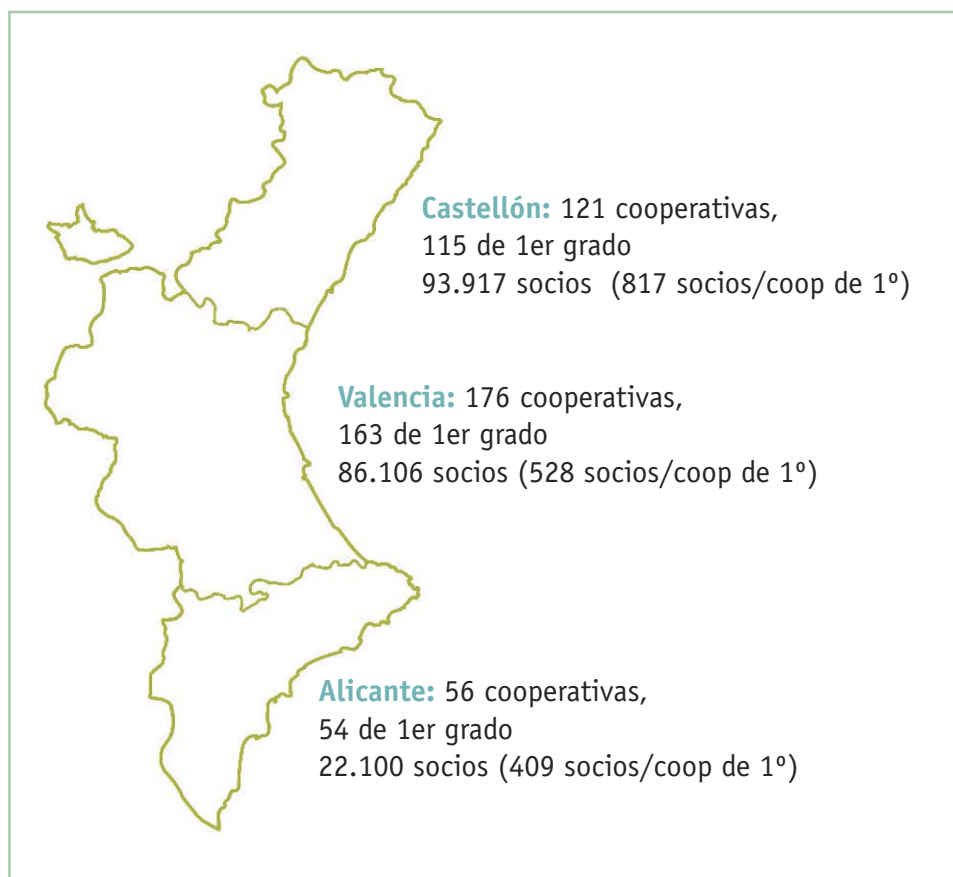 Castellón: 121 cooperativas,
115 de 1er grado
93.917 socios (817 socios/coop de 1º)
Valencia: 176 cooperativas,
163 de 1er grado
86.106 socios (528 socios/coop de 1º)
Alicante: 56 cooperativas,
54 de 1er grado
22.100 socios (409 socios/coop de 1º)